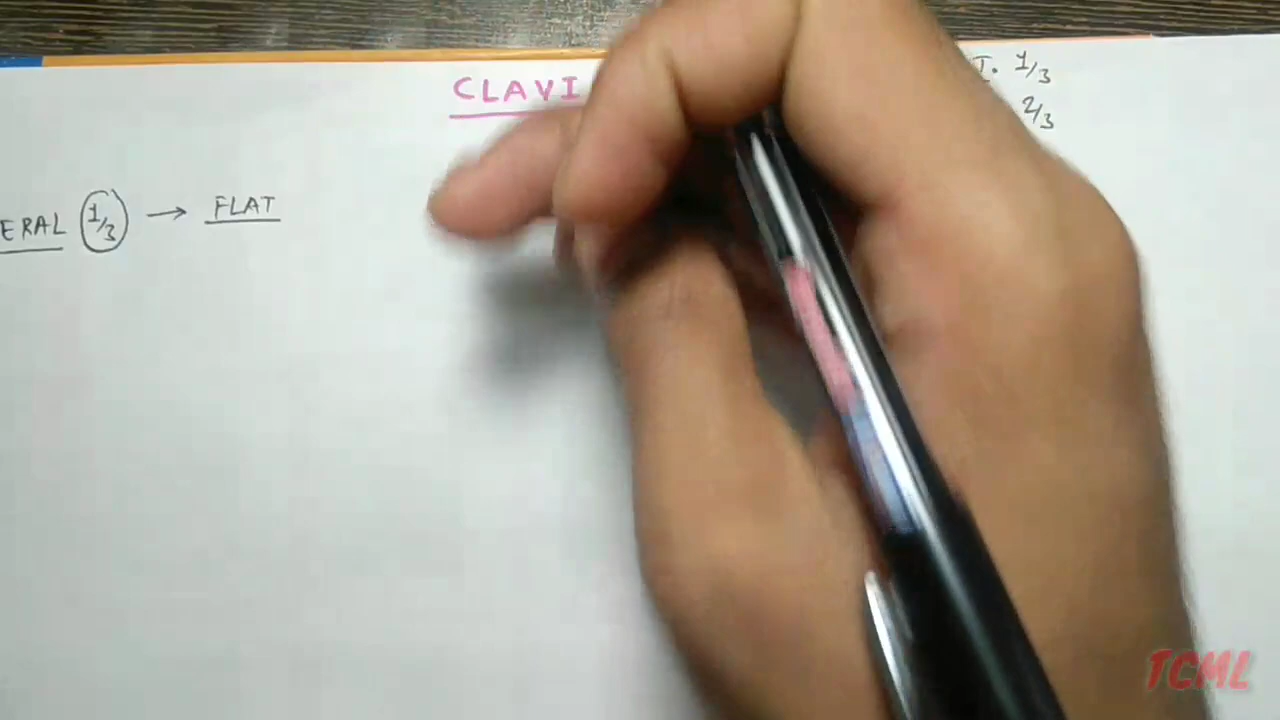 CLAVI
I. 1/3
2/3
ERAL 1/3 → FLAT
TCML